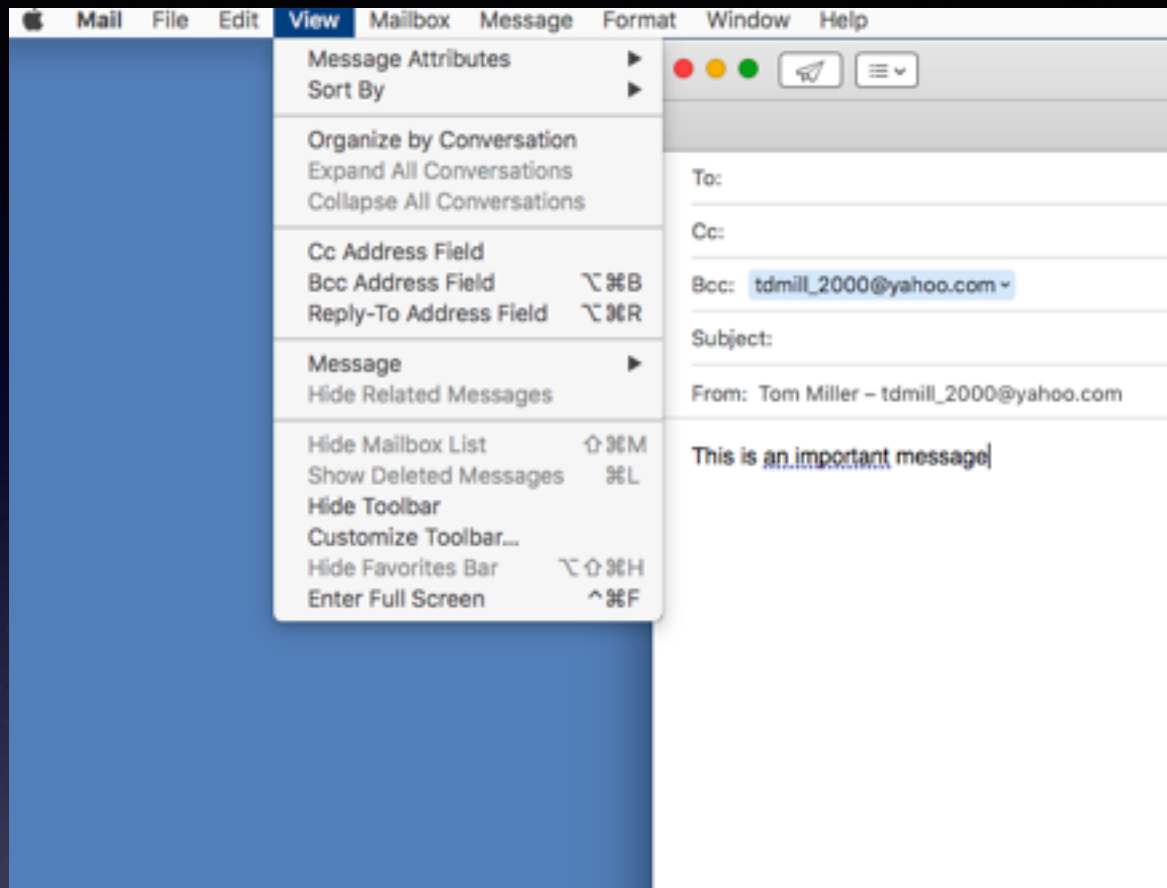 Mail File Edit View Mailbox Message Format Window Help
Message Attributes ▶
Sort By ▶
Organize by Conversation
Expand All Conversations
Collapse All Conversations
Cc Address Field
Bcc Address Field ⌥⌘B
Reply-To Address Field ⌥⌘R
Message ▶
Hide Related Messages
Hide Mailbox List ⇧⌘M
Show Deleted Messages ⌘L
Hide Toolbar
Customize Toolbar...
Hide Favorites Bar ⌥⇧⌘H
Enter Full Screen ^⌘F
To:
Cc:
Bcc: tdmill_2000@yahoo.com
Subject:
From: Tom Miller – tdmill_2000@yahoo.com
This is an important message